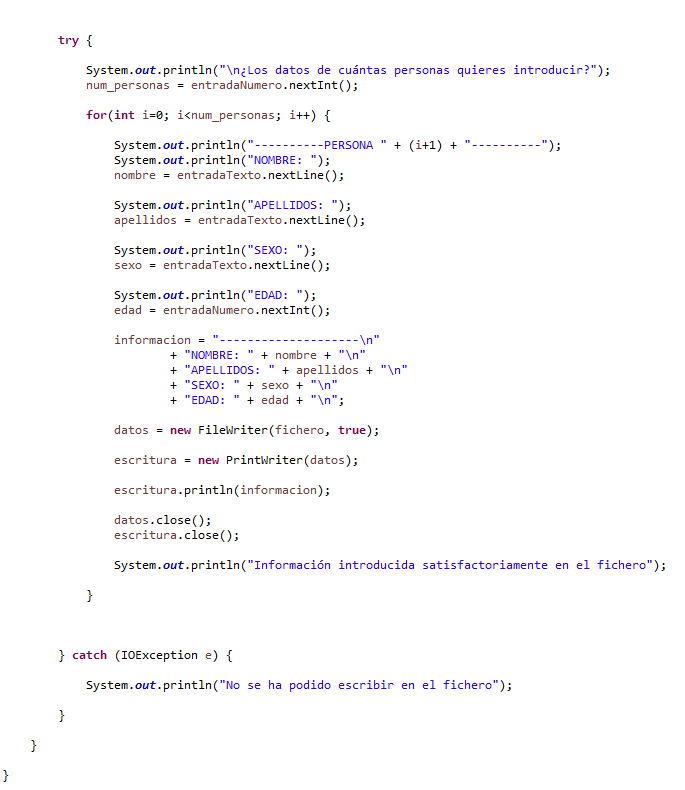 try {
System.out.println("\n¿Los datos de cuántas personas quieres introducir?");
num_personas = entradaNumero.nextInt();
for(int i=0; i<num_personas; i++) {
System.out.println("----------PERSONA " + (i+1) + "----------");
System.out.println("NOMBRE: ");
nombre = entradaTexto.nextLine();
System.out.println("APELLIDOS: ");
apellidos = entradaTexto.nextLine();
System.out.println("SEXO: ");
sexo = entradaTexto.nextLine();
System.out.println("EDAD: ");
edad = entradaNumero.nextInt();
informacion = "--------------------\n"
+ "NOMBRE: " + nombre + "\n"
+ "APELLIDOS: " + apellidos + "\n"
+ "SEXO: " + sexo + "\n"
+ "EDAD: " + edad + "\n";
datos = new FileWriter(fichero, true);
escritura = new PrintWriter(datos);
escritura.println(informacion);
datos.close();
escritura.close();
System.out.println("Información introducida satisfactoriamente en el fichero");
}
} catch (IOException e) {
System.out.println("No se ha podido escribir en el fichero");
}
}
}